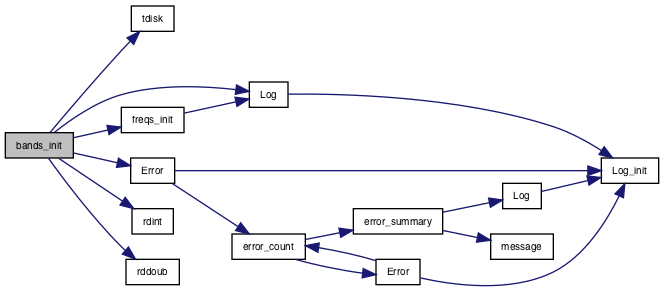 tdisk
Log
freqs_init
bands_init
Error
Log_init
Log
rdint
error_summary
error_count
message
rddoub
Error